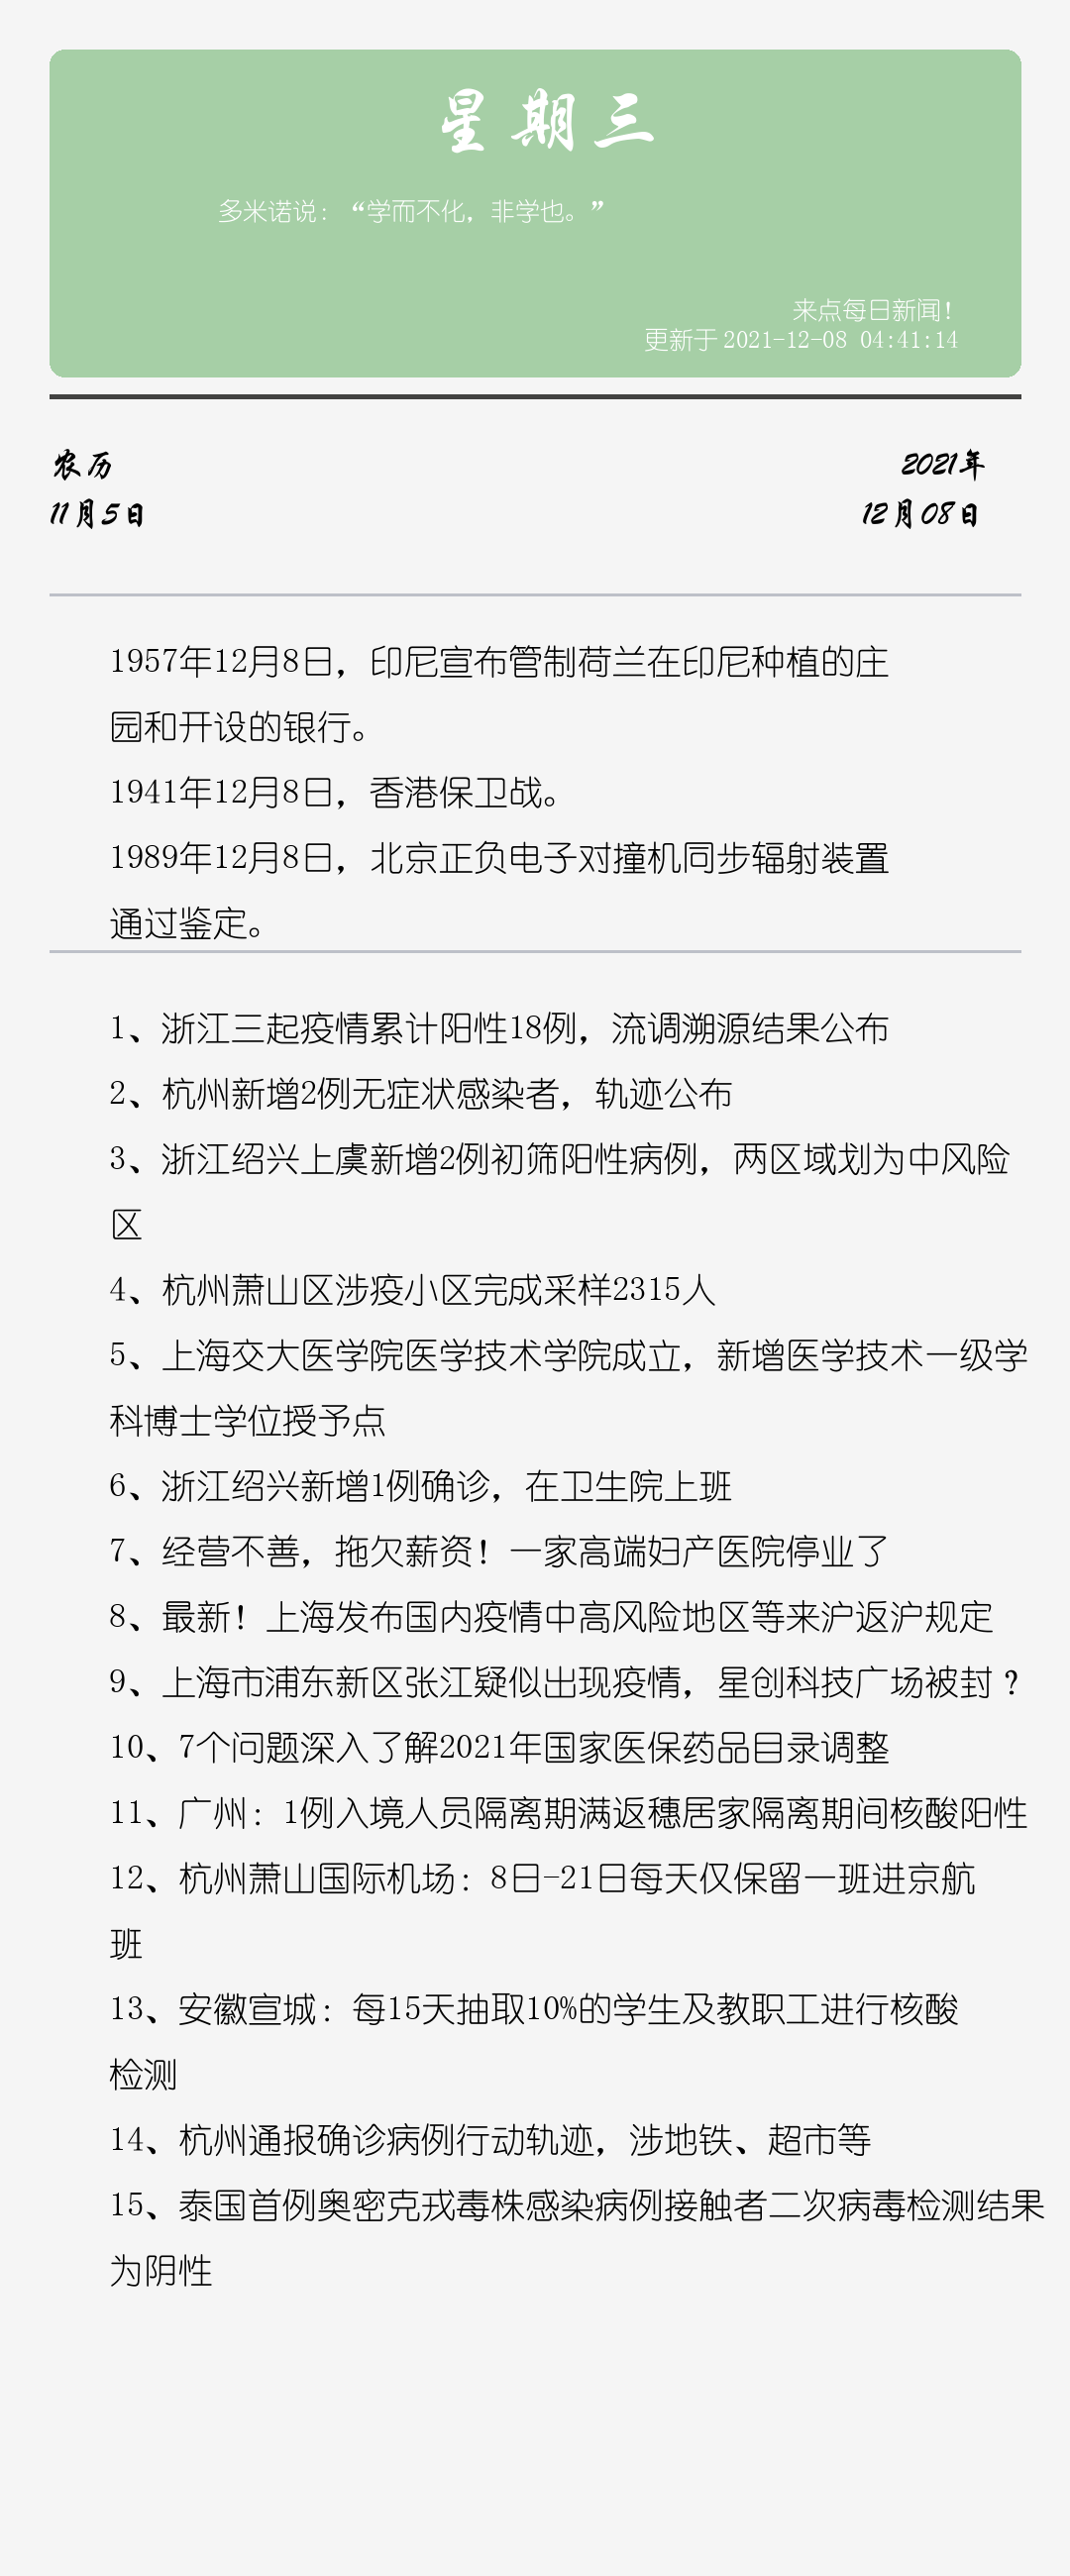 星期三
多米诺说：“学而不化，非学也。”
来点每日新闻！
更新于 2021-12-08 04:41:14
农历
11月5日
2021年
12月08日
1957年12月8日，印尼宣布管制荷兰在印尼种植的庄
园和开设的银行。
1941年12月8日，香港保卫战。
1989年12月8日，北京正负电子对撞机同步辐射装置
通过鉴定。
1、浙江三起疫情累计阳性18例，流调溯源结果公布
2、杭州新增2例无症状感染者，轨迹公布
3、浙江绍兴上虞新增2例初筛阳性病例，两区域划为中风险
区
4、杭州萧山区涉疫小区完成采样2315人
5、上海交大医学院医学技术学院成立，新增医学技术一级学
科博士学位授予点
6、浙江绍兴新增1例确诊，在卫生院上班
7、经营不善，拖欠薪资！一家高端妇产医院停业了
8、最新！上海发布国内疫情中高风险地区等来沪返沪规定
9、上海市浦东新区张江疑似出现疫情，星创科技广场被封？
10、7个问题深入了解2021年国家医保药品目录调整
11、广州：1例入境人员隔离期满返穗居家隔离期间核酸阳性
12、杭州萧山国际机场：8日-21日每天仅保留一班进京航
班
13、安徽宣城：每15天抽取10%的学生及教职工进行核酸
检测
14、杭州通报确诊病例行动轨迹，涉地铁、超市等
15、泰国首例奥密克戎毒株感染病例接触者二次病毒检测结果
为阴性